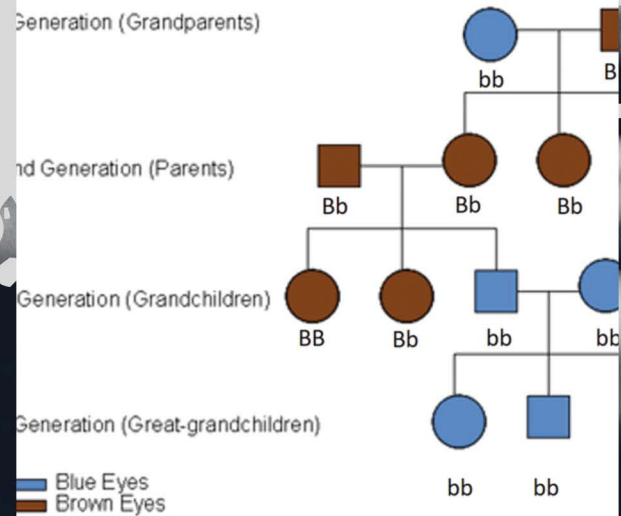 Generation (Grandparents)
bb B
nd Generation (Parents)
Bb Bb Bb
Generation (Grandchildren)
BB Bb bb bb
Generation (Great-grandchildren)
bb bb
Blue Eyes
Brown Eyes